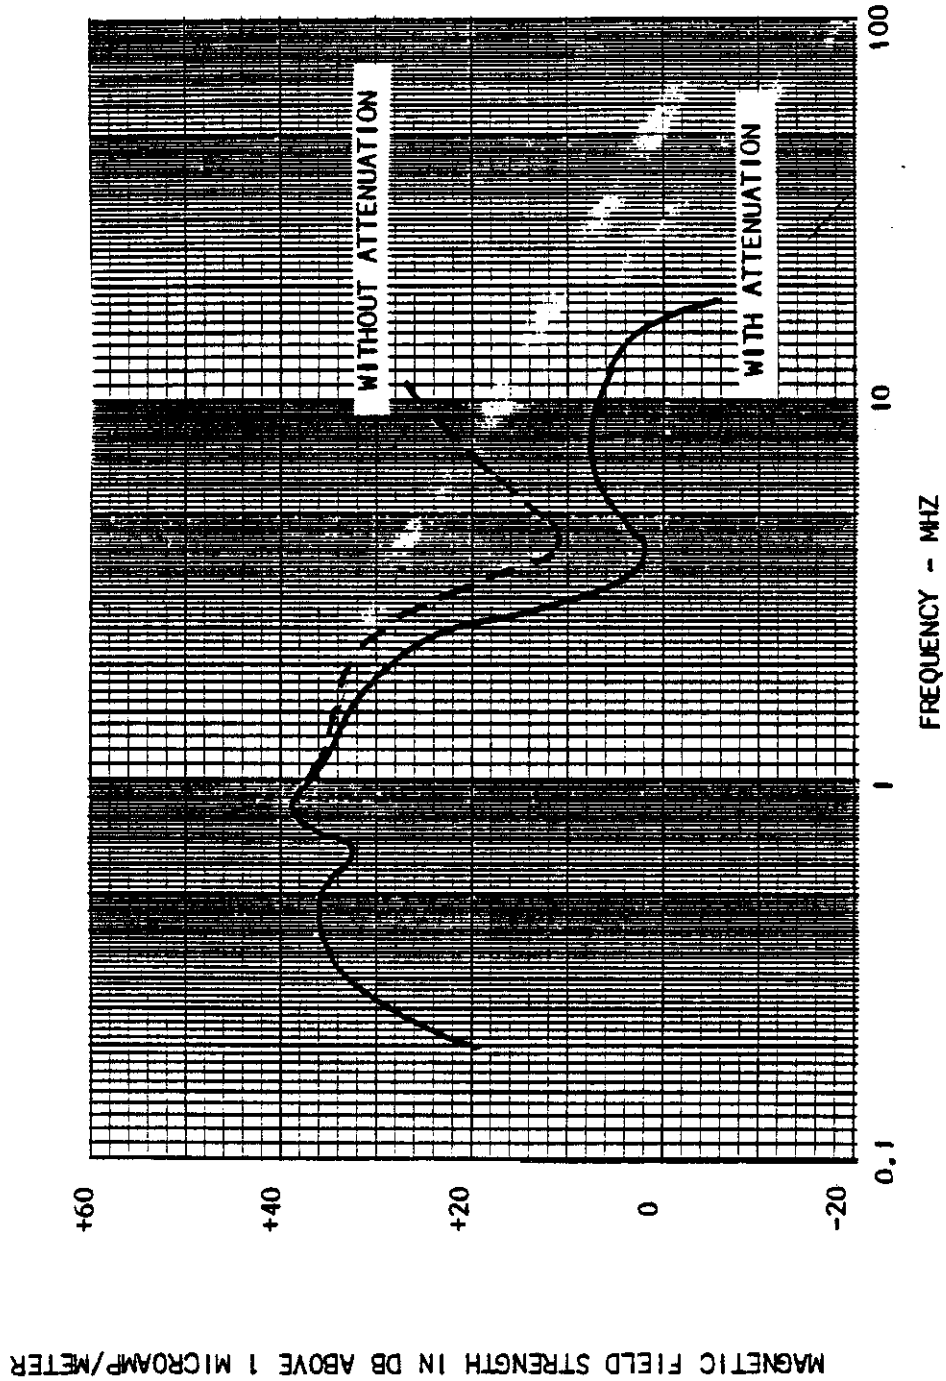 MAGNETIC FIELD STRENGTH IN DB ABOVE 1 MICROAMP/METER
+60
+40
+20
0
-20
WITHOUT ATTENUATION
WITH ATTENUATION
0.1
1
10
100
FREQUENCY - MHZ